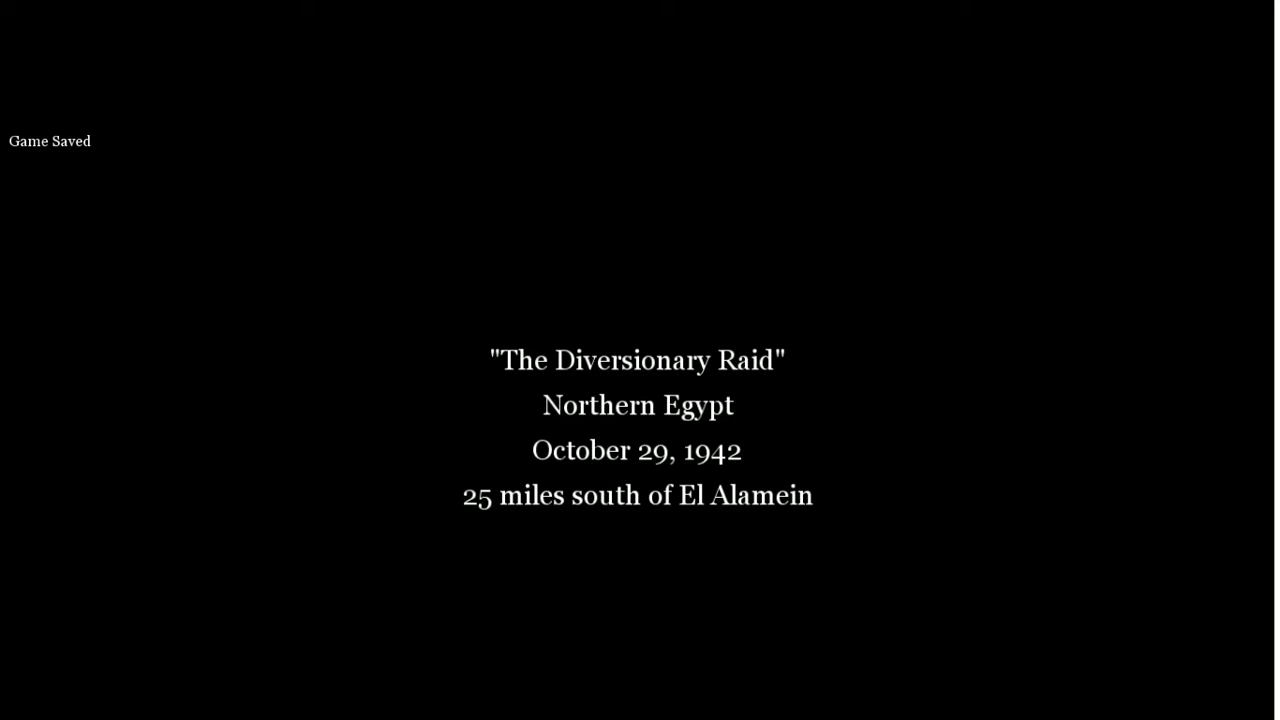 Game Saved
"The Diversionary Raid"
Northern Egypt
October 29, 1942
25 miles south of El Alamein